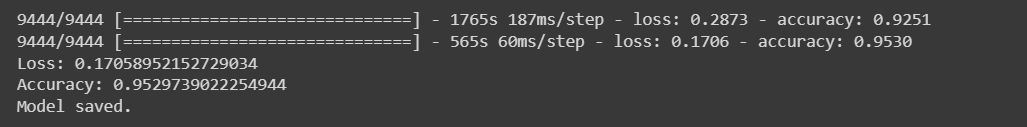 9444/9444 [==============================] - 1765s 187ms/step - loss: 0.2873 - accuracy: 0.9251
9444/9444 [==============================] - 565s 60ms/step - loss: 0.1706 - accuracy: 0.9530
Loss: 0.17058952152729034
Accuracy: 0.9529739022254944
Model saved.